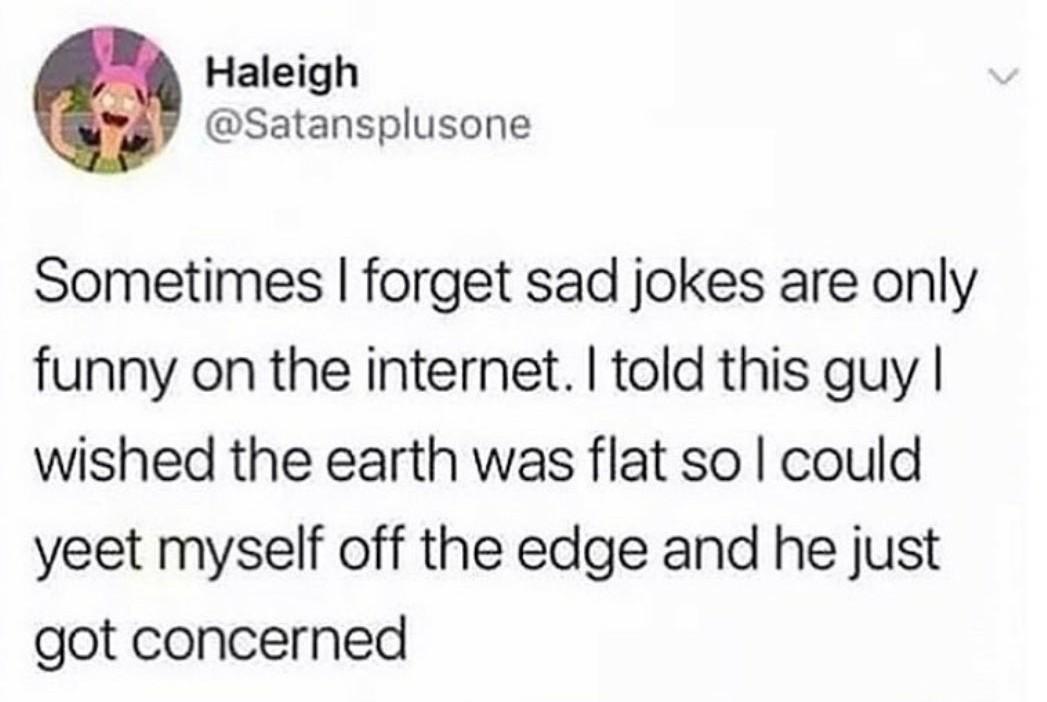 Haleigh
@Satansplusone
Sometimes I forget sad jokes are only
funny on the internet. I told this guy I
wished the earth was flat so I could
yeet myself off the edge and he just
got concerned